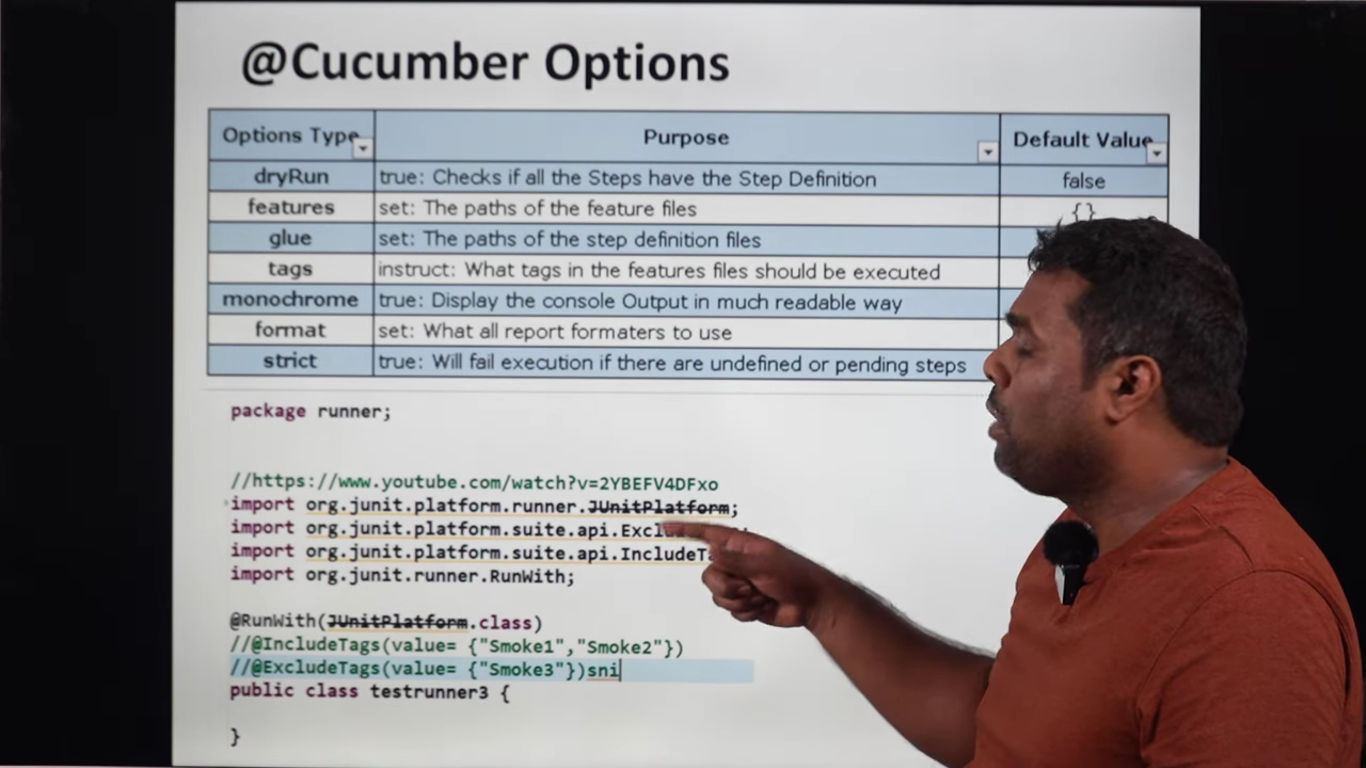 @Cucumber Options
Options Type Purpose Default Value
dryRun true: Checks if all the Steps have the Step Definition false
features set: The paths of the feature files {}
glue set: The paths of the step definition files
tags instruct: What tags in the features files should be executed
monochrome true: Display the console Output in much readable way
format set: What all report formaters to use
strict true: Will fail execution if there are undefined or pending steps
package runner;
//https://www.youtube.com/watch?v=2YBEFV4DFxo
import org.junit.platform.runner.JUnitPlatform;
import org.junit.platform.suite.api.Excl
import org.junit.platform.suite.api.IncludeT
import org.junit.runner.RunWith;
@RunWith(JUnitPlatform.class)
//@IncludeTags(value= {"Smoke1","Smoke2"})
//@ExcludeTags(value= {"Smoke3"})sni
public class testrunner3 {
}